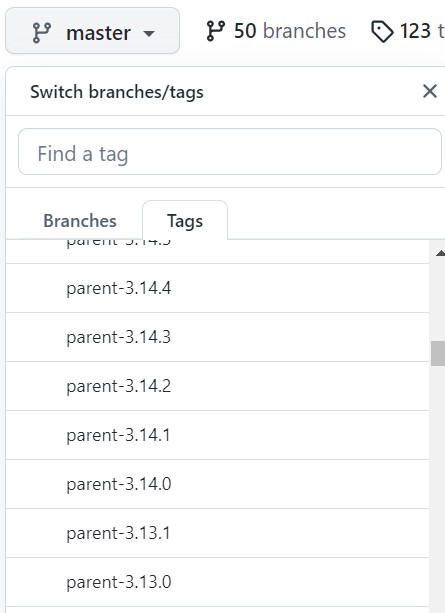 master 50 branches 123 t
Switch branches/tags
Find a tag
Branches Tags
parent-3.14.5
parent-3.14.4
parent-3.14.3
parent-3.14.2
parent-3.14.1
parent-3.14.0
parent-3.13.1
parent-3.13.0